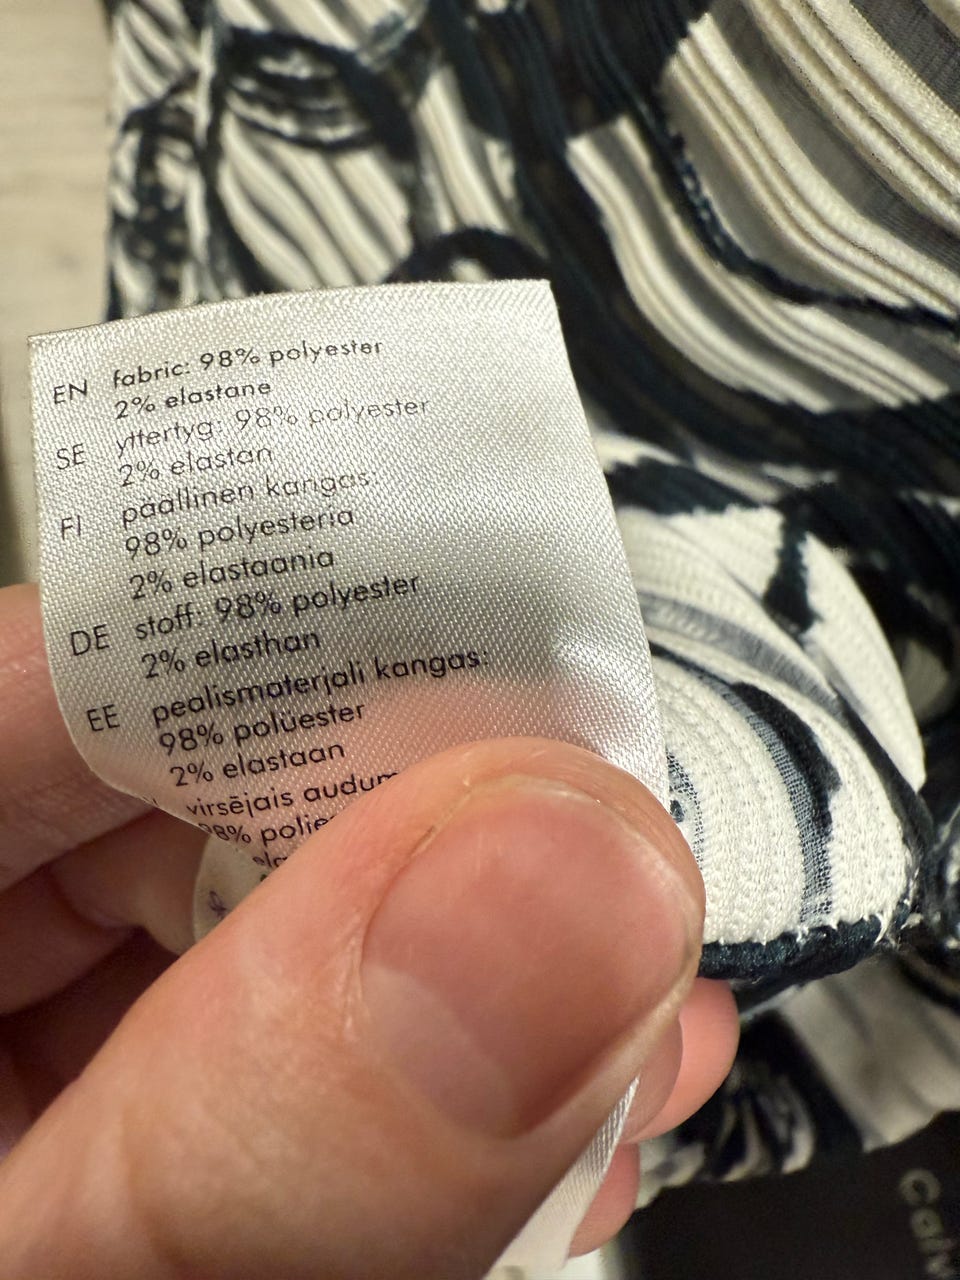 EN fabric: 98% polyester
2% elastane
SE yttertyg: 98% polyester
2% elastan
FI päällinen kangas:
98% polyesteria
2% elastaania
DE stoff: 98% polyester
2% elasthan
EE pealismaterjali kangas:
98% polüester
2% elastaan
virsējais
98%